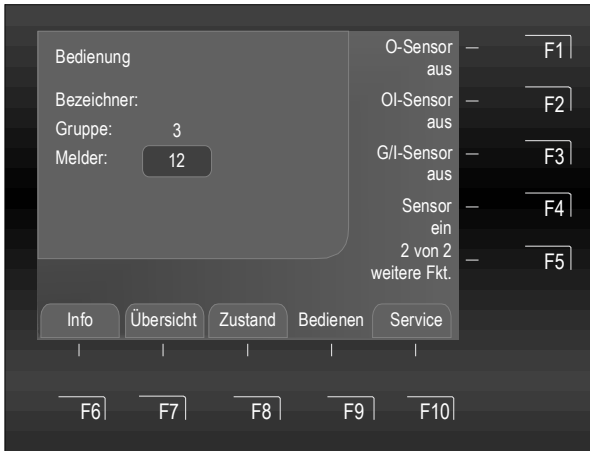 Bedienung
Bezeichner:
Gruppe: 3
Melder: 12
O-Sensor
aus
F1
OI-Sensor
aus
F2
G/I-Sensor
aus
F3
Sensor
ein
F4
2 von 2
weitere Fkt.
F5
Info Übersicht Zustand Bedienen Service
F6 F7 F8 F9 F10